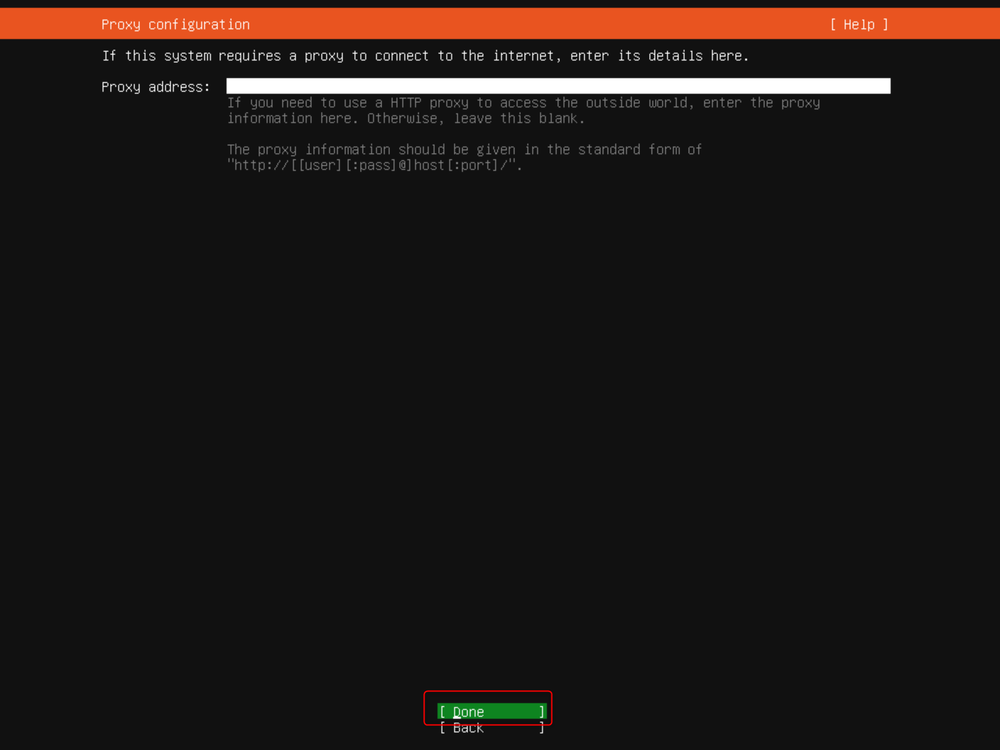 Proxy configuration [ Help ]
If this system requires a proxy to connect to the internet, enter its details here.
Proxy address:
If you need to use a HTTP proxy to access the outside world, enter the proxy
information here. Otherwise, leave this blank.
The proxy information should be given in the standard form of
"http://[[user][:pass]@]host[:port]/".
[ Done ]
[ Back ]